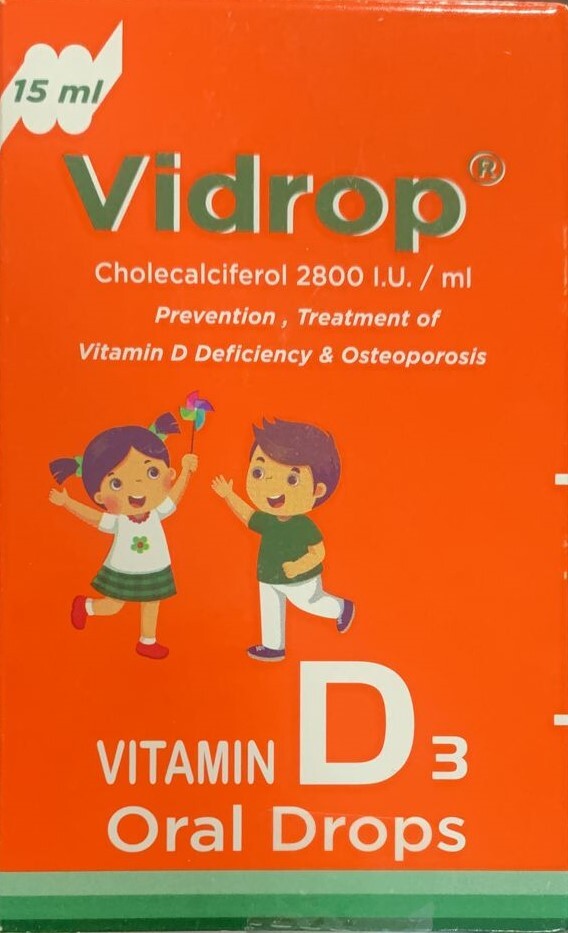 15 ml
Vidrop®
Cholecalciferol 2800 I.U. / ml
Prevention , Treatment of
Vitamin D Deficiency & Osteoporosis
VITAMIN D3
Oral Drops